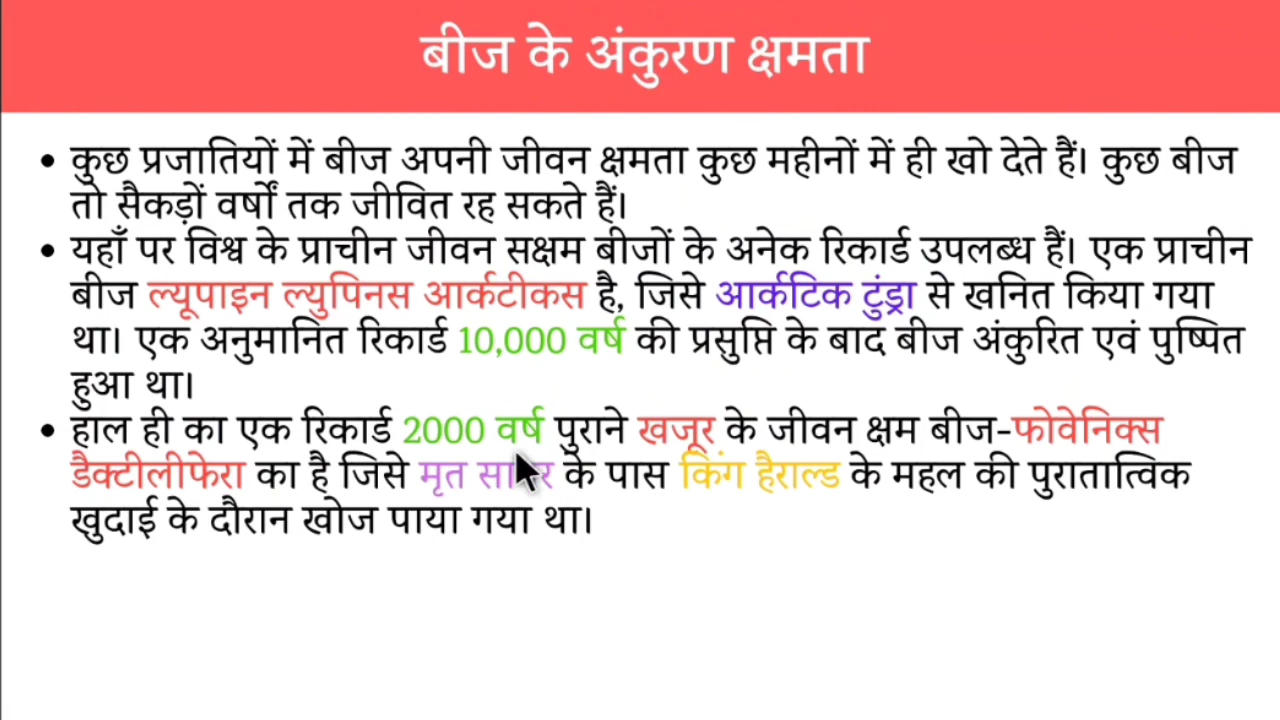 बीज के अंकुरण क्षमता
• कुछ प्रजातियों में बीज अपनी जीवन क्षमता कुछ महीनों में ही खो देते हैं। कुछ बीज
तो सैकड़ों वर्षों तक जीवित रह सकते हैं।
• यहाँ पर विश्व के प्राचीन जीवन सक्षम बीजों के अनेक रिकार्ड उपलब्ध हैं। एक प्राचीन
बीज ल्यूपाइन ल्युपिनस आर्कटीकस है, जिसे आर्कटिक टुंड्रा से खनित किया गया
था। एक अनुमानित रिकार्ड 10,000 वर्ष की प्रसुप्ति के बाद बीज अंकुरित एवं पुष्पित
हुआ था।
• हाल ही का एक रिकार्ड 2000 वर्ष पुराने खजूर के जीवन क्षम बीज-फोवेनिक्स
डैक्टीलीफेरा का है जिसे मृत के पास किंग हैराल्ड के महल की पुरातात्त्विक
खुदाई के दौरान खोज पाया गया था।